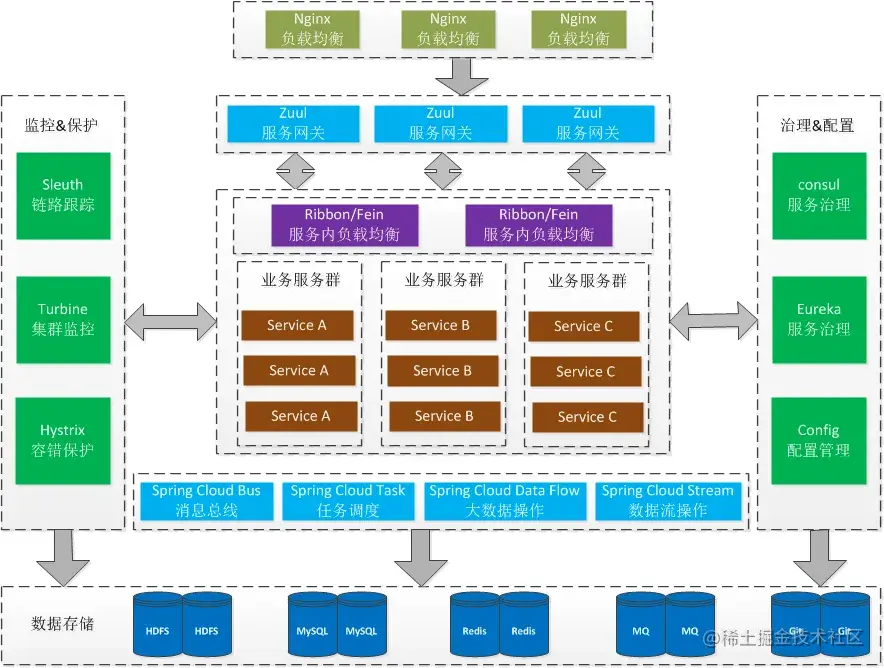 Nginx
负载均衡
Nginx
负载均衡
Nginx
负载均衡
Zuul
服务网关
Zuul
服务网关
Zuul
服务网关
监控&保护
Sleuth
链路跟踪
Turbine
集群监控
Hystrix
容错保护
Ribbon/Fein
服务内负载均衡
Ribbon/Fein
服务内负载均衡
业务服务群
Service A
Service A
Service A
业务服务群
Service B
Service B
Service B
业务服务群
Service C
Service C
Service C
治理&配置
consul
服务治理
Eureka
服务治理
Config
配置管理
Spring Cloud Bus
消息总线
Spring Cloud Task
任务调度
Spring Cloud Data Flow
大数据操作
Spring Cloud Stream
数据流操作
数据存储
HDFS
HDFS
MySQL
MySQL
Redis
Redis
MQ
MQ
Git
Git
@稀土掘金技术社区